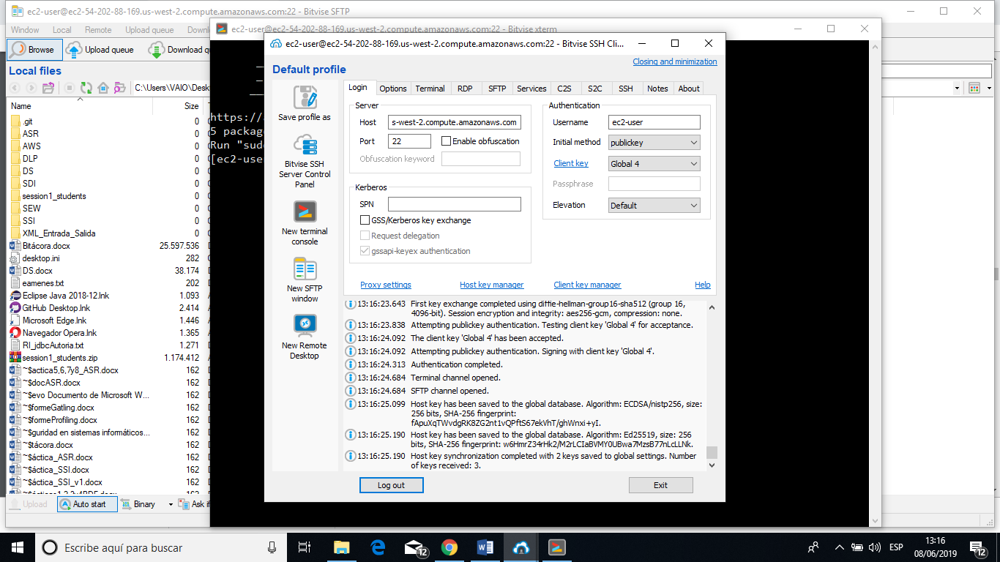 ec2-user@ec2-54-202-88-169.us-west-2.compute.amazonaws.com:22 - Bitvise SFTP
Window Local Remote Upload queue
Browse Upload queue Download
Local files
C:\Users\VAIO\Desk
Name Size
.git 0
ASR 0
AWS 0
DLP 0
DS 0
SDI 0
session1_students 0
SEW 0
SSI 0
XML_Entrada_Salida 0
Bitácora.docx 25.597.536
desktop.ini 282
DS.docx 38.174
eamenes.txt 202
Eclipse Java 2018-12.lnk 1.093
GitHub Desktop.lnk 2.414
Microsoft Edge.lnk 1.446
Navegador Opera.lnk 1.365
RI_jdbcAutoria.txt 1.271
session1_students.zip 1.174.412
~$actica5,6,7y8_ASR.docx 162
~$docASR.docx 162
~$evo Documento de Microsoft W... 162
~$formeGatling.docx 162
~$formeProfiling.docx 162
~$guridad en sistemas informáticos... 162
~$tácora.docx 162
~$áctica_ASR.docx 162
~$áctica_SSI.docx 162
~$áctica_SSI_v1.docx 162
Upload Auto start Binary Ask if
ec2-user@ec2-54-202-88-169.us-west-2.compute.amazonaws.com:22 - Bitvise xterm
https://
5 packag
Run "sud
[ec2-use
ec2-user@ec2-54-202-88-169.us-west-2.compute.amazonaws.com:22 - Bitvise SSH Cli...
Closing and minimization
Default profile
Save profile as
Bitvise SSH
Server Control
Panel
New terminal
console
New SFTP
window
New Remote
Desktop
Login Options Terminal RDP SFTP Services C2S S2C SSH Notes About
Server
Host s-west-2.compute.amazonaws.com
Port 22 Enable obfuscation
Obfuscation keyword
Kerberos
SPN
GSS/Kerberos key exchange
Request delegation
gssapi-keyex authentication
Authentication
Username ec2-user
Initial method publickey
Client key Global 4
Passphrase
Elevation Default
Proxy settings Host key manager Client key manager Help
13:16:23.643 First key exchange completed using diffie-hellman-group16-sha512 (group 16,
4096-bit). Session encryption and integrity: aes256-gcm, compression: none.
13:16:23.838 Attempting publickey authentication. Testing client key 'Global 4' for acceptance.
13:16:24.092 The client key 'Global 4' has been accepted.
13:16:24.092 Attempting publickey authentication. Signing with client key 'Global 4'.
13:16:24.313 Authentication completed.
13:16:24.684 Terminal channel opened.
13:16:24.684 SFTP channel opened.
13:16:25.099 Host key has been saved to the global database. Algorithm: ECDSA/nistp256, size:
256 bits, SHA-256 fingerprint:
fApuXqTWvdgRK8ZG2nt1vQPftS67ekVhT/ghWnxi+yI.
13:16:25.190 Host key has been saved to the global database. Algorithm: Ed25519, size: 256
bits, SHA-256 fingerprint: w6HmrZ34rHk2/M2rLCIaBVMY0UBwa7MzsB77nLcLLNk.
13:16:25.190 Host key synchronization completed with 2 keys saved to global settings. Number
of keys received: 3.
Log out Exit
Escribe aquí para buscar
12
ESP
13:16
08/06/2019
12